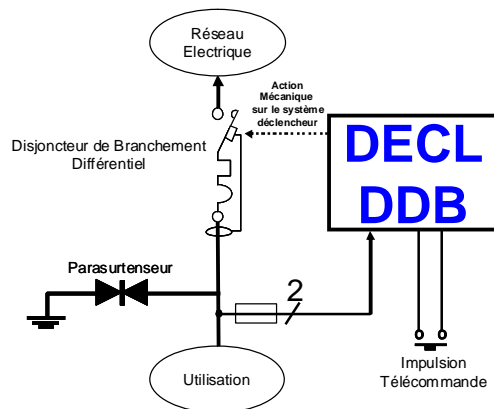 Réseau
Electrique
Action
Mécanique
sur le système
déclencheur
Disjoncteur de Branchement
Différentiel
DECL
DDB
Parasurtenseur
2
Impulsion
Télécommande
Utilisation